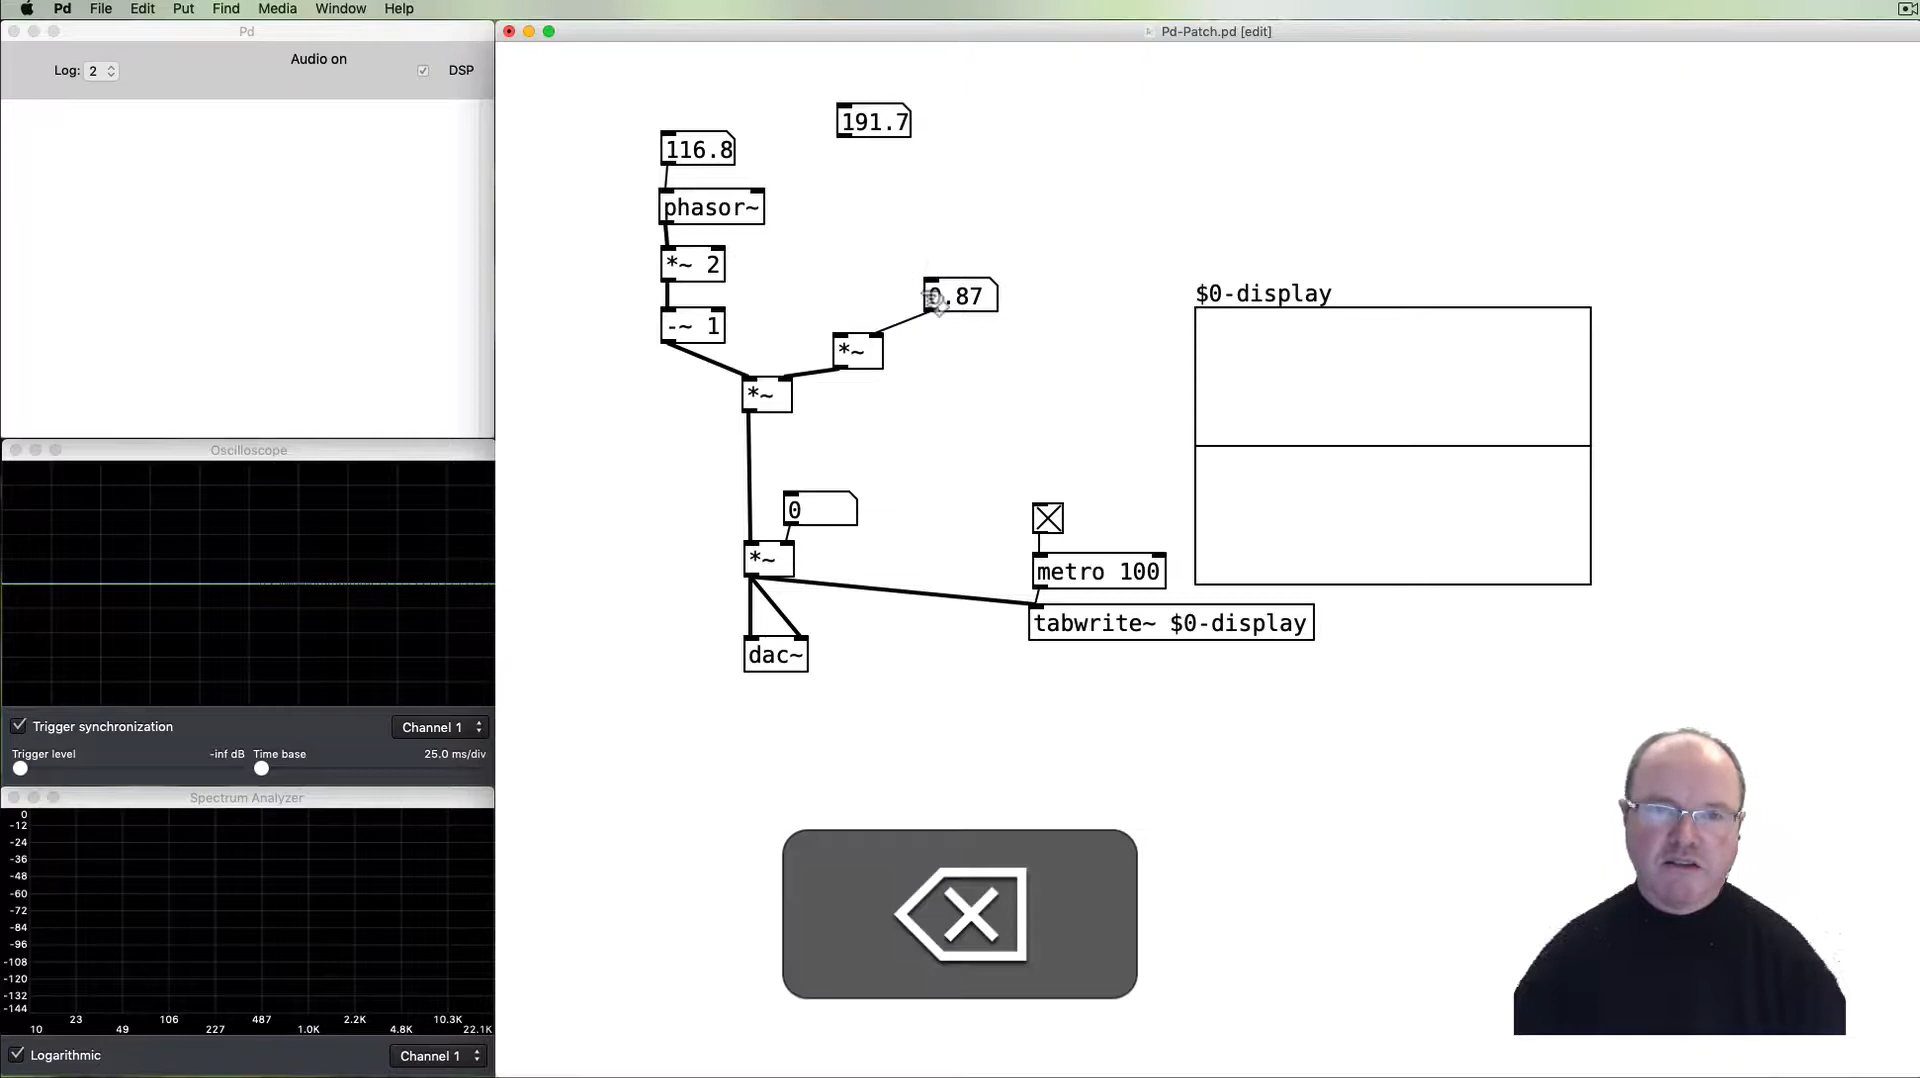 Pd File Edit Put Find Media Window Help
Pd
Audio on
Log: 2
DSP
Pd-Patch.pd [edit]
191.7
116.8
phasor~
*~ 2
-~ 1
0.87
*~
*~
0
*~
dac~
metro 100
tabwrite~ $0-display
$0-display
Oscilloscope
Trigger synchronization
Channel 1
Trigger level
-inf dB
Time base
25.0 ms/div
Spectrum Analyzer
0
-12
-24
-36
-48
-60
-72
-84
-96
-108
-120
-132
-144
23 106 487 2.2K 10.3K
10 49 227 1.0K 4.8K 22.1K
Logarithmic
Channel 1